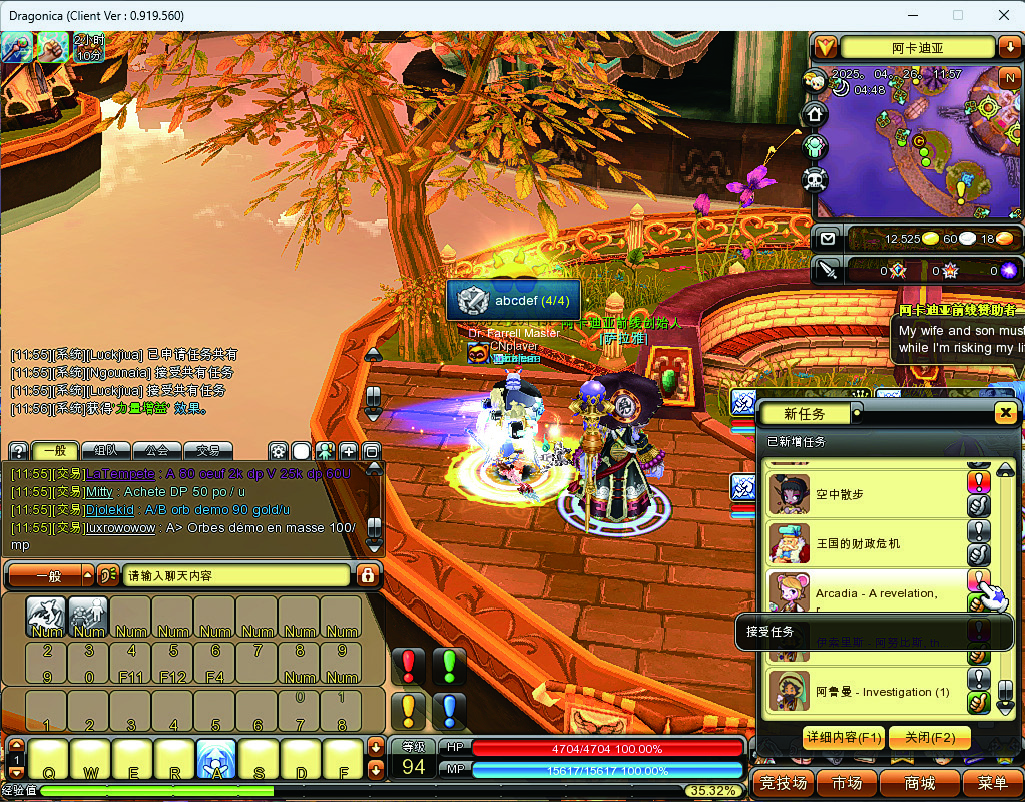 Dragonica (Client Ver : 0.919.560)
2小时
10分
阿卡迪亚
2025。 04。 26。 11:57
04:48
N
12.525 60 18
0 0 0
abcdef (4/4)
Dr. Farrell Master
CNplayer
阿卡迪亚前线创始人
[萨拉雅]
阿卡迪亚前线赞助者
My wife and son mus
while I'm risking my li
[11:55][系统][Luckjiua] 已申请任务共有
[11:55][系统][Ngounaia] 接受共有任务
[11:55][系统][Luckjiua] 接受共有任务
[11:56][系统]获得'力量增益' 效果。
? 一般 组队 公会 交易
[11:55][交易]LaTempete : A 80 oeuf 2k dp V 25k dp 60U
[11:55][交易]Mitty : Achete DP 50 po / u
[11:55][交易]Djolekid : A/B orb demo 90 gold/u
[11:55][交易]luxrowowow : A> Orbes démo en masse 100/
mp
一般 请输入聊天内容
Num Num Num Num Num Num Num Num
2 3 4 5 6 7 8 9
9 0 F11 F12 F4 Num Num
0 1
1 2 3 4 5 6 7 8
1 Q W E R A S D F
等级
94
HP 4704/4704 100.00%
MP 15617/15617 100.00%
经验值 35.32%
新任务
已新增任务
空中散步
王国的财政危机
Arcadia - A revelation,
接受任务
阿鲁曼 - Investigation (1)
详细内容(F1) 关闭(F2)
竞技场 市场 商城 菜单